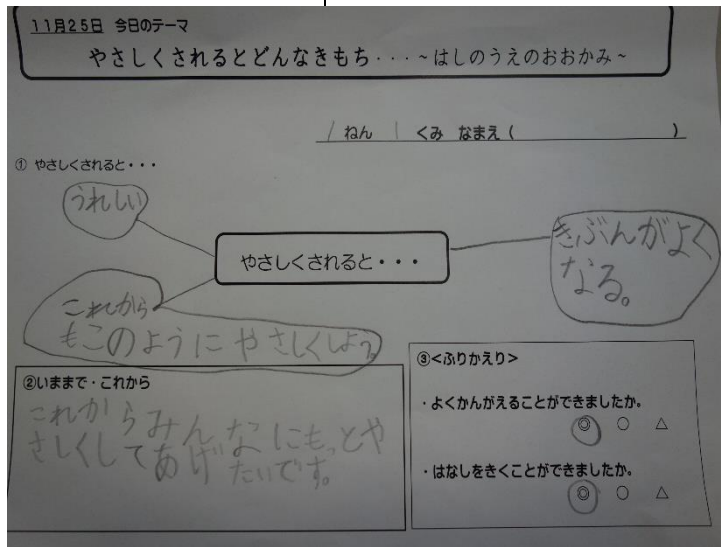 11月25日 今日のテーマ
やさしくされるとどんなきもち・・・~はしのうえのおおかみ~
1 ねん 1 くみ なまえ ( )
① やさしくされると・・・
うれしい
やさしくされると・・・
きぶんがよく
なる。
これから
もこのようにやさしくしよう。
②いままで・これから
これからみんなにもっとや
さしくしてあげたいです。
③<ふりかえり>
・よくかんがえることができましたか。
◎ ○ △
・はなしをきくことができましたか。
◎ ○ △